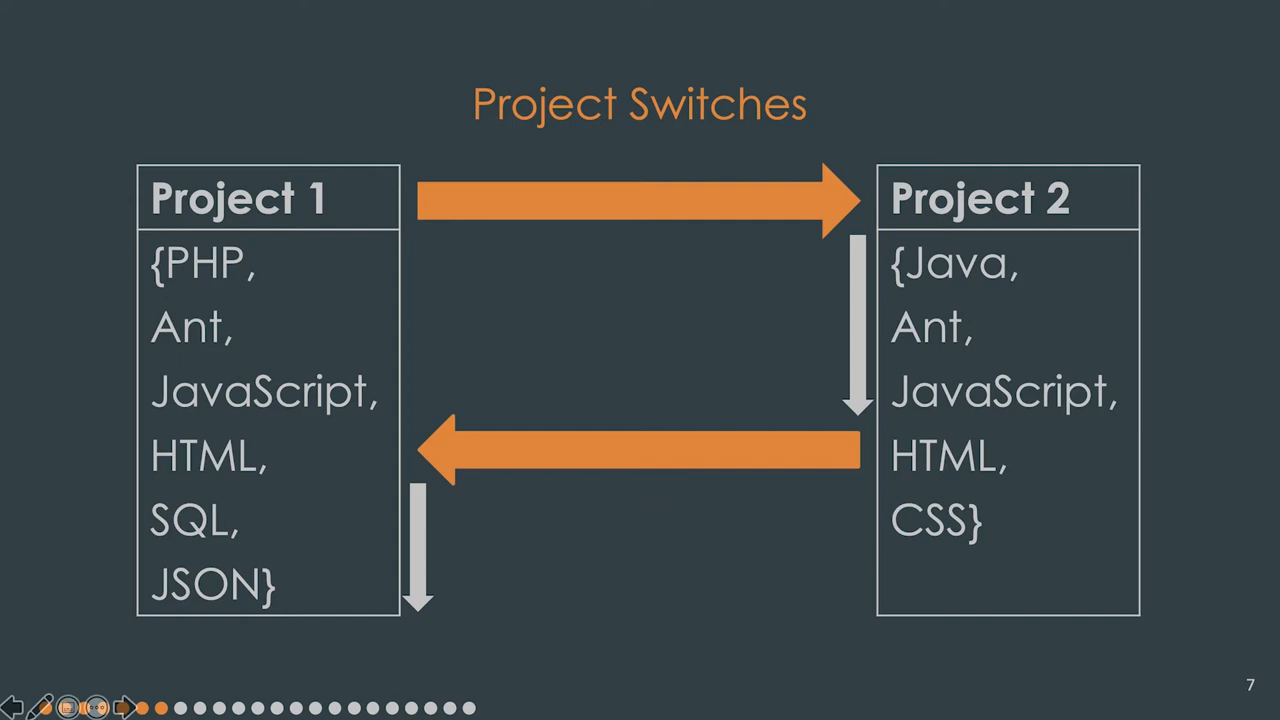 Project Switches
Project 1
{PHP,
Ant,
JavaScript,
HTML,
SQL,
JSON}
Project 2
{Java,
Ant,
JavaScript,
HTML,
CSS}
7